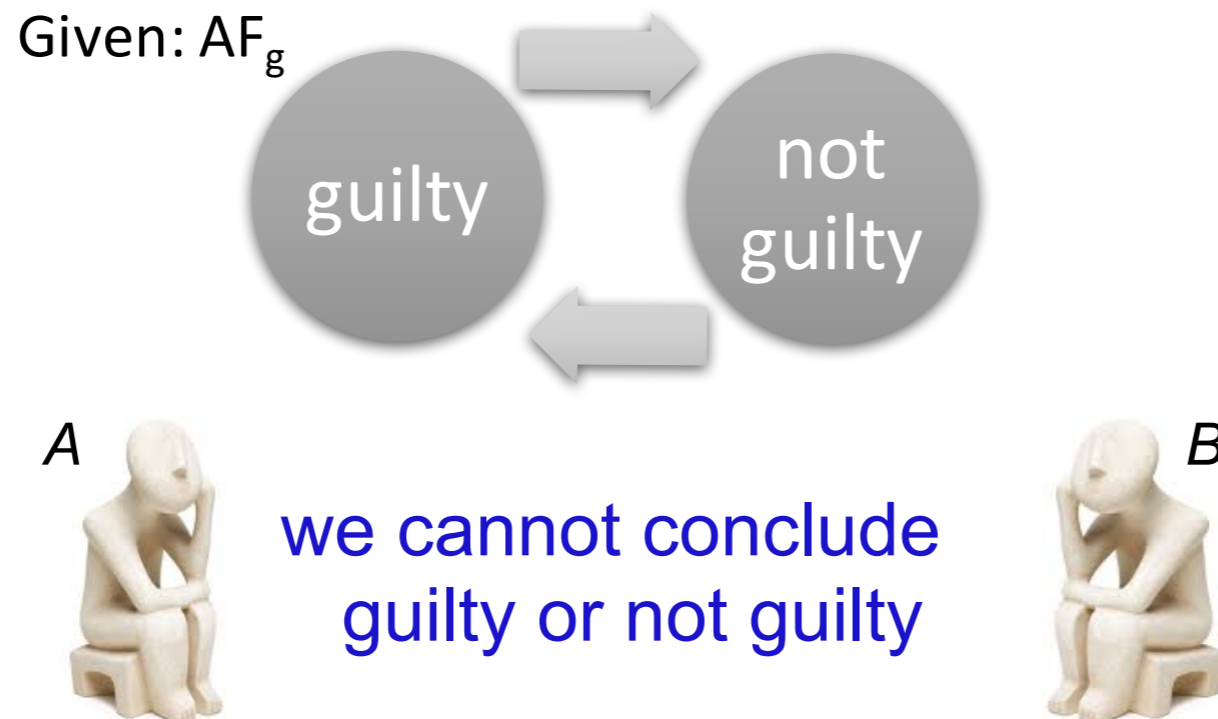 Given: AFg
guilty
not
guilty
A
B
we cannot conclude
guilty or not guilty